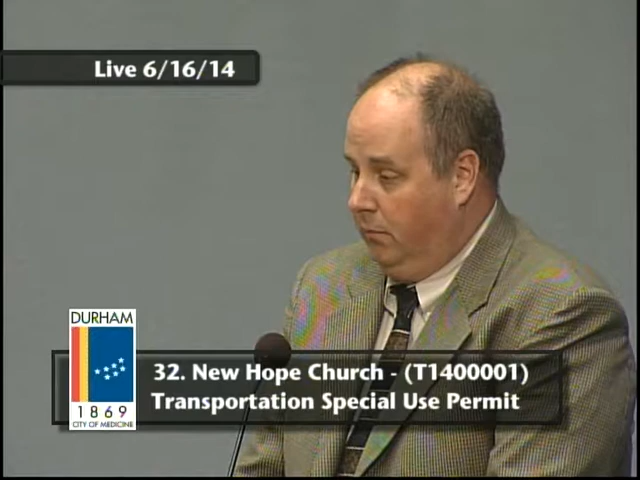 Live 6/16/14
DURHAM
1869
CITY OF MEDICINE
32. New Hope Church - (T1400001)
Transportation Special Use Permit